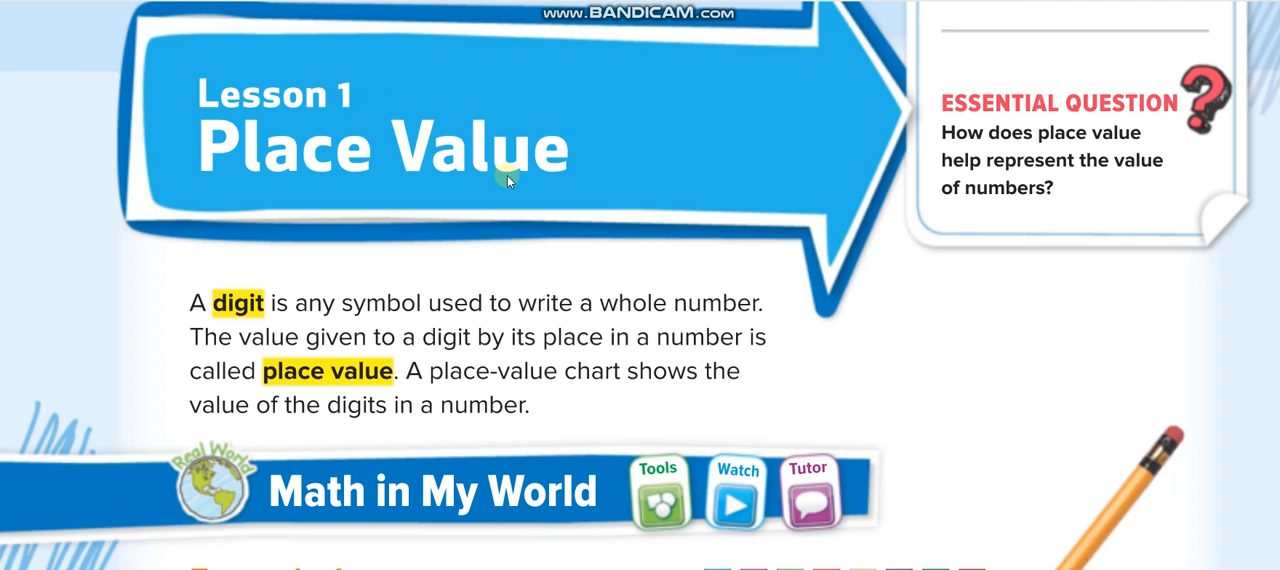 www.BANDICAM.com
Lesson 1
Place Value
ESSENTIAL QUESTION
How does place value
help represent the value
of numbers?
A digit is any symbol used to write a whole number.
The value given to a digit by its place in a number is
called place value. A place-value chart shows the
value of the digits in a number.
Real World
Math in My World
Tools
Watch
Tutor